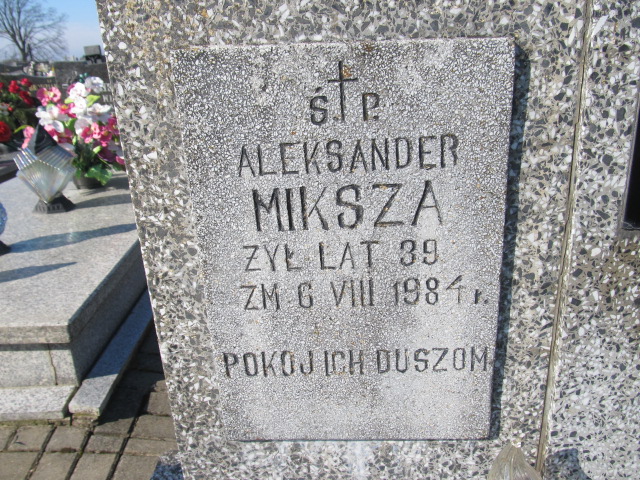 Ś. P.
ALEKSANDER
MIKSZA
ŻYŁ LAT 39
ZM 6 VIII 1984 r.
POKÓJ ICH DUSZOM